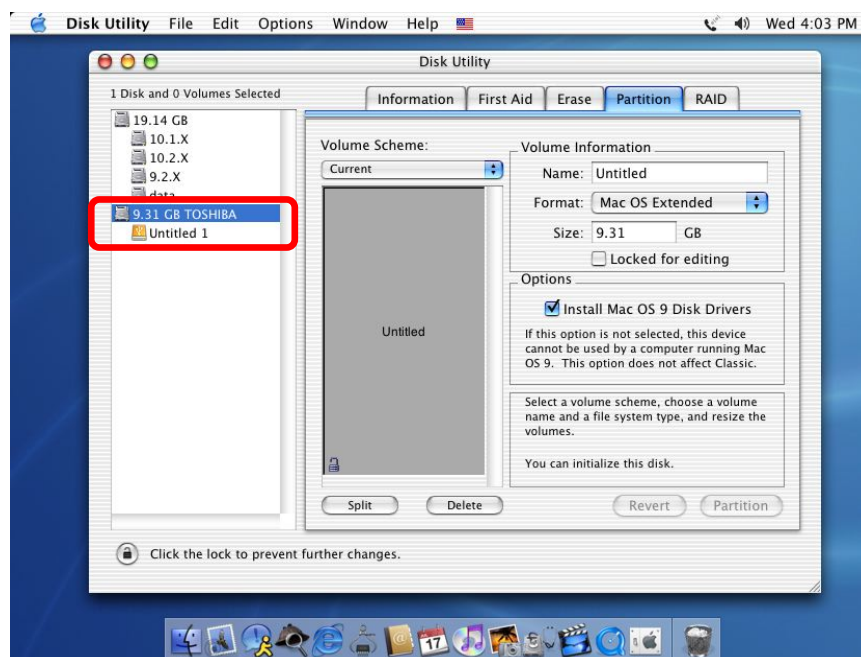 Disk Utility File Edit Options Window Help Wed 4:03 PM
Disk Utility
1 Disk and 0 Volumes Selected
Information First Aid Erase Partition RAID
19.14 GB
10.1.X
10.2.X
9.2.X
data
9.31 GB TOSHIBA
Untitled 1
Volume Scheme:
Current
Untitled
Split Delete
Volume Information
Name: Untitled
Format: Mac OS Extended
Size: 9.31 GB
Locked for editing
Options
Install Mac OS 9 Disk Drivers
If this option is not selected, this device
cannot be used by a computer running Mac
OS 9. This option does not affect Classic.
Select a volume scheme, choose a volume
name and a file system type, and resize the
volumes.
You can initialize this disk.
Revert Partition
Click the lock to prevent further changes.
17